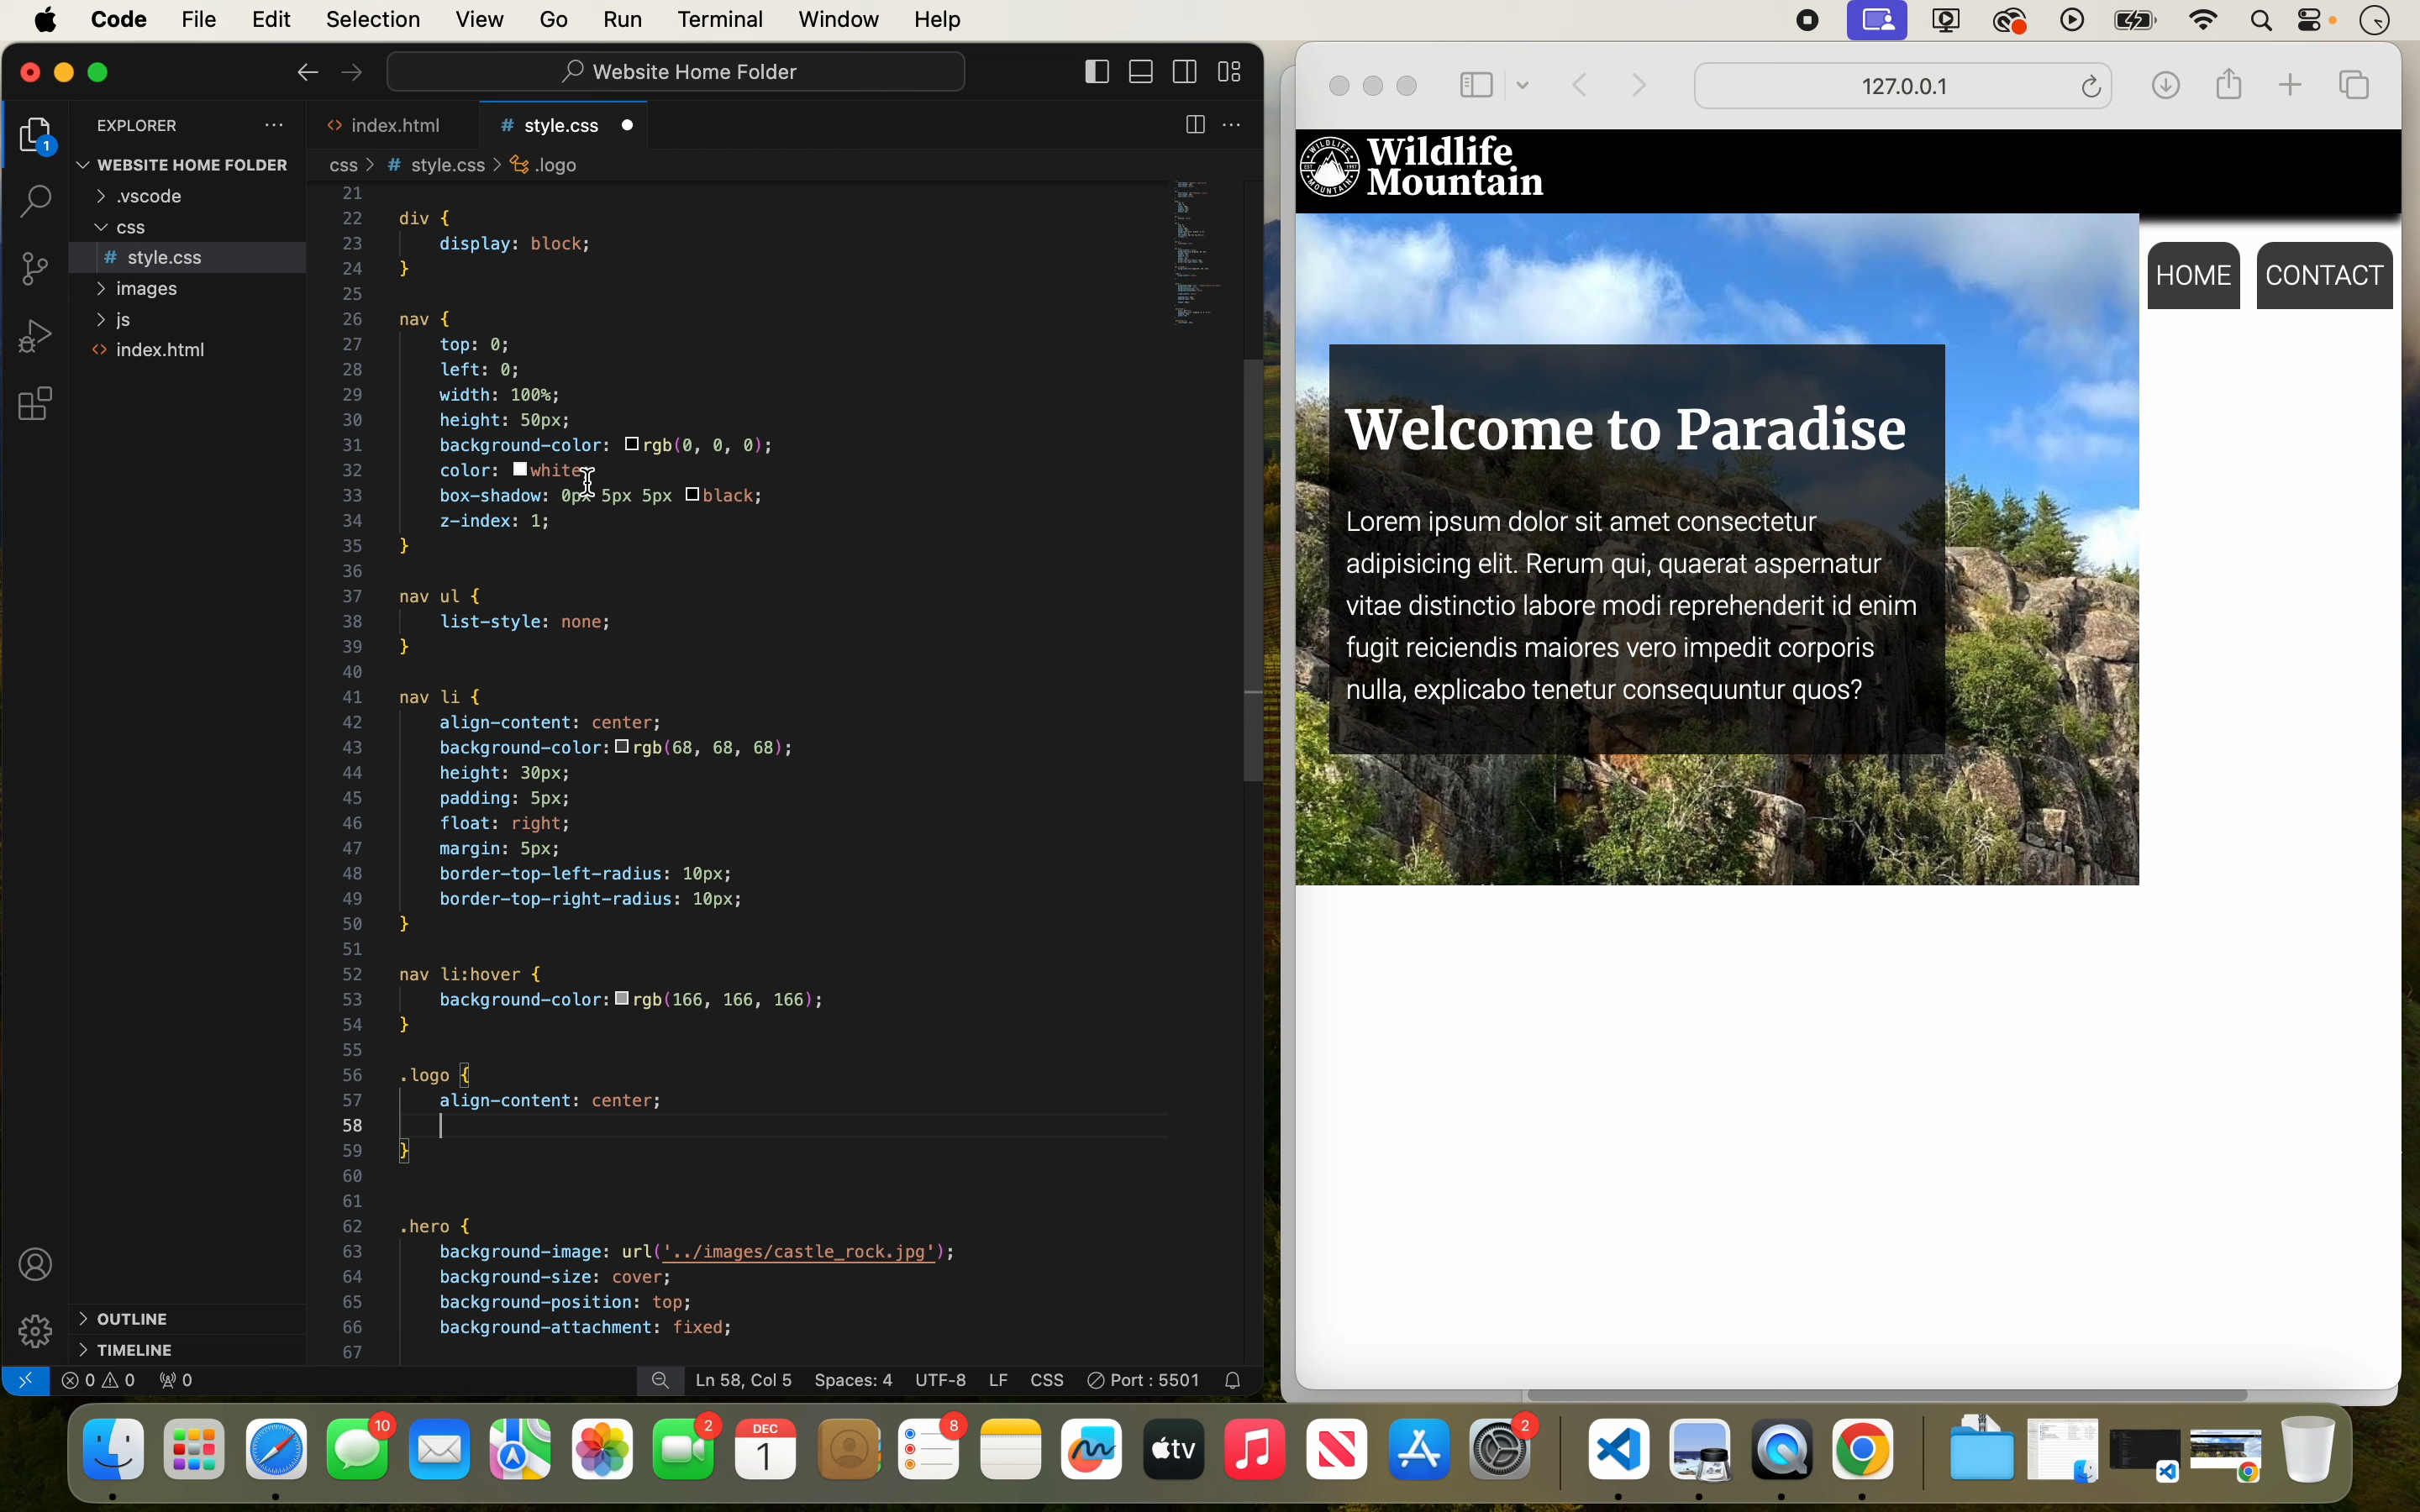 Code File Edit Selection View Go Run Terminal Window Help
Website Home Folder
127.0.0.1
EXPLORER
index.html
# style.css
1
WEBSITE HOME FOLDER
.vscode
css
# style.css
images
js
index.html
OUTLINE
TIMELINE
css > # style.css > .logo
21
22 div {
23 display: block;
24 }
25
26 nav {
27 top: 0;
28 left: 0;
29 width: 100%;
30 height: 50px;
31 background-color: rgb(0, 0, 0);
32 color: white
33 box-shadow: 0px 5px 5px black;
34 z-index: 1;
35 }
36
37 nav ul {
38 list-style: none;
39 }
40
41 nav li {
42 align-content: center;
43 background-color: rgb(68, 68, 68);
44 height: 30px;
45 padding: 5px;
46 float: right;
47 margin: 5px;
48 border-top-left-radius: 10px;
49 border-top-right-radius: 10px;
50 }
51
52 nav li:hover {
53 background-color: rgb(166, 166, 166);
54 }
55
56 .logo {
57 align-content: center;
58
59 }
60
61
62 .hero {
63 background-image: url('../images/castle_rock.jpg');
64 background-size: cover;
65 background-position: top;
66 background-attachment: fixed;
67
0 0 0 Ln 58, Col 5 Spaces: 4 UTF-8 LF CSS Port : 5501
WILDLIFE
EST 1997
MOUNTAIN
Wildlife
Mountain
HOME CONTACT
Welcome to Paradise
Lorem ipsum dolor sit amet consectetur
adipisicing elit. Rerum qui, quaerat aspernatur
vitae distinctio labore modi reprehenderit id enim
fugit reiciendis maiores vero impedit corporis
nulla, explicabo tenetur consequuntur quos?
10 2 DEC 1 8 tv 2